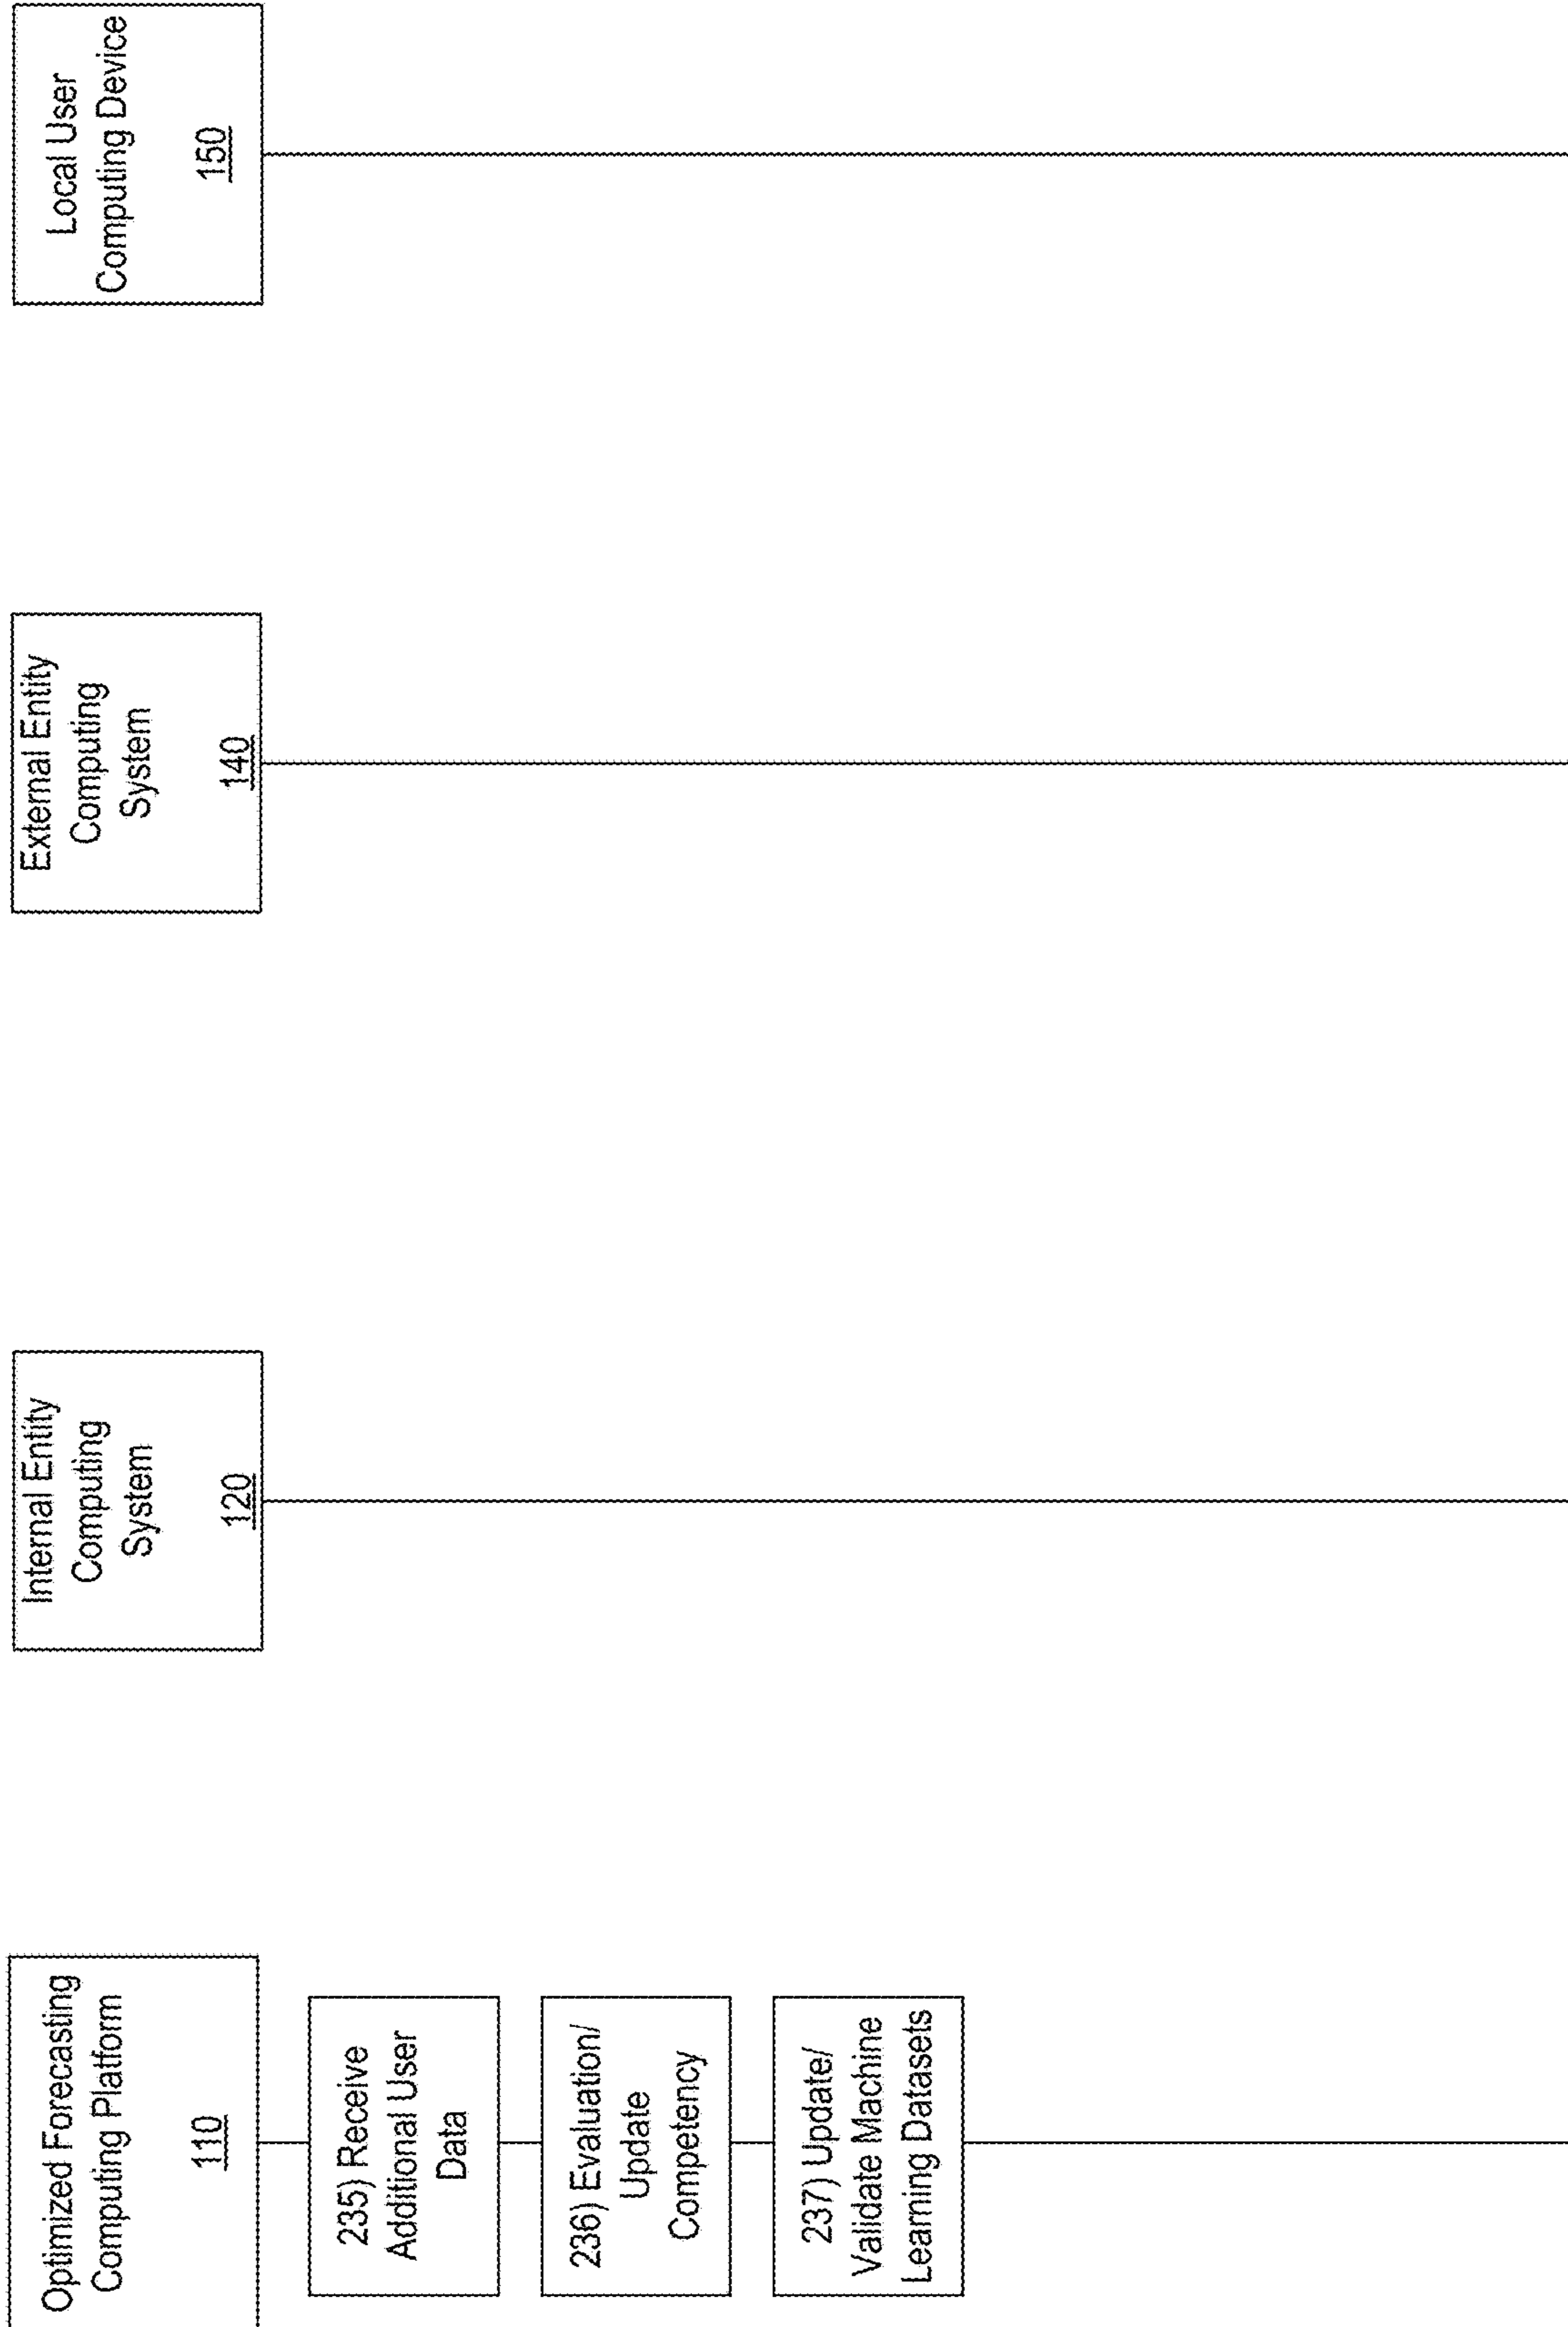 Optimized Forecasting
Computing Platform
110
Internal Entity
Computing
System
120
External Entity
Computing
System
140
Local User
Computing Device
150
235) Receive
Additional User
Data
236) Evaluation/
Update
Competency
237) Update/
Validate Machine
Learning Datasets